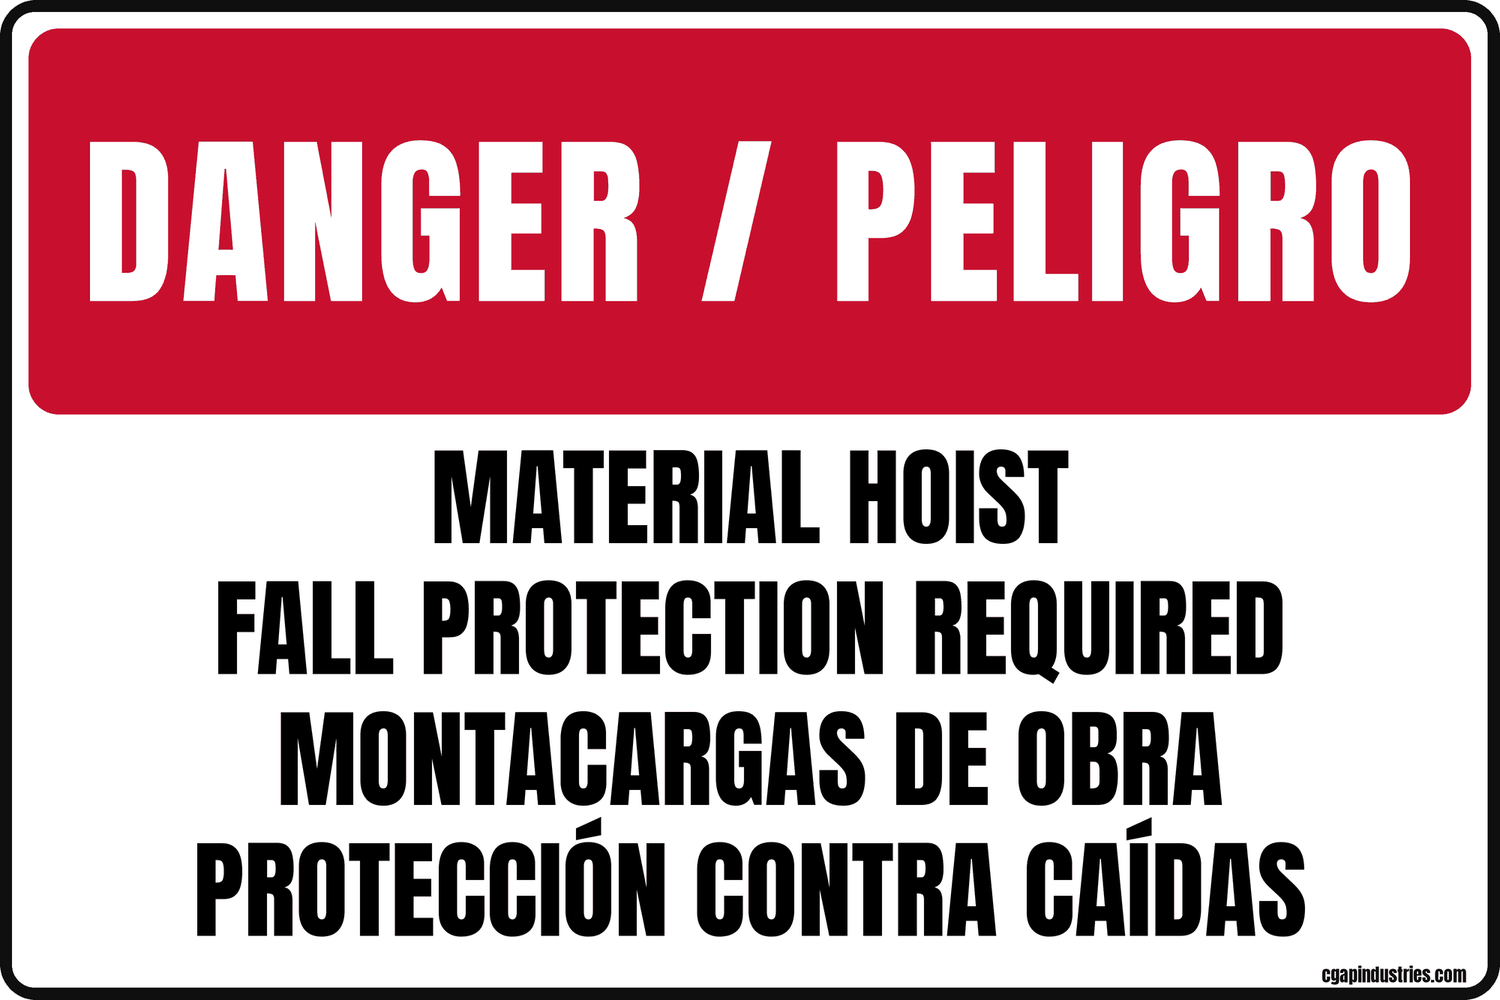 DANGER / PELIGRO
MATERIAL HOIST
FALL PROTECTION REQUIRED
MONTACARGAS DE OBRA
PROTECCIÓN CONTRA CAÍDAS
cgapindustries.com